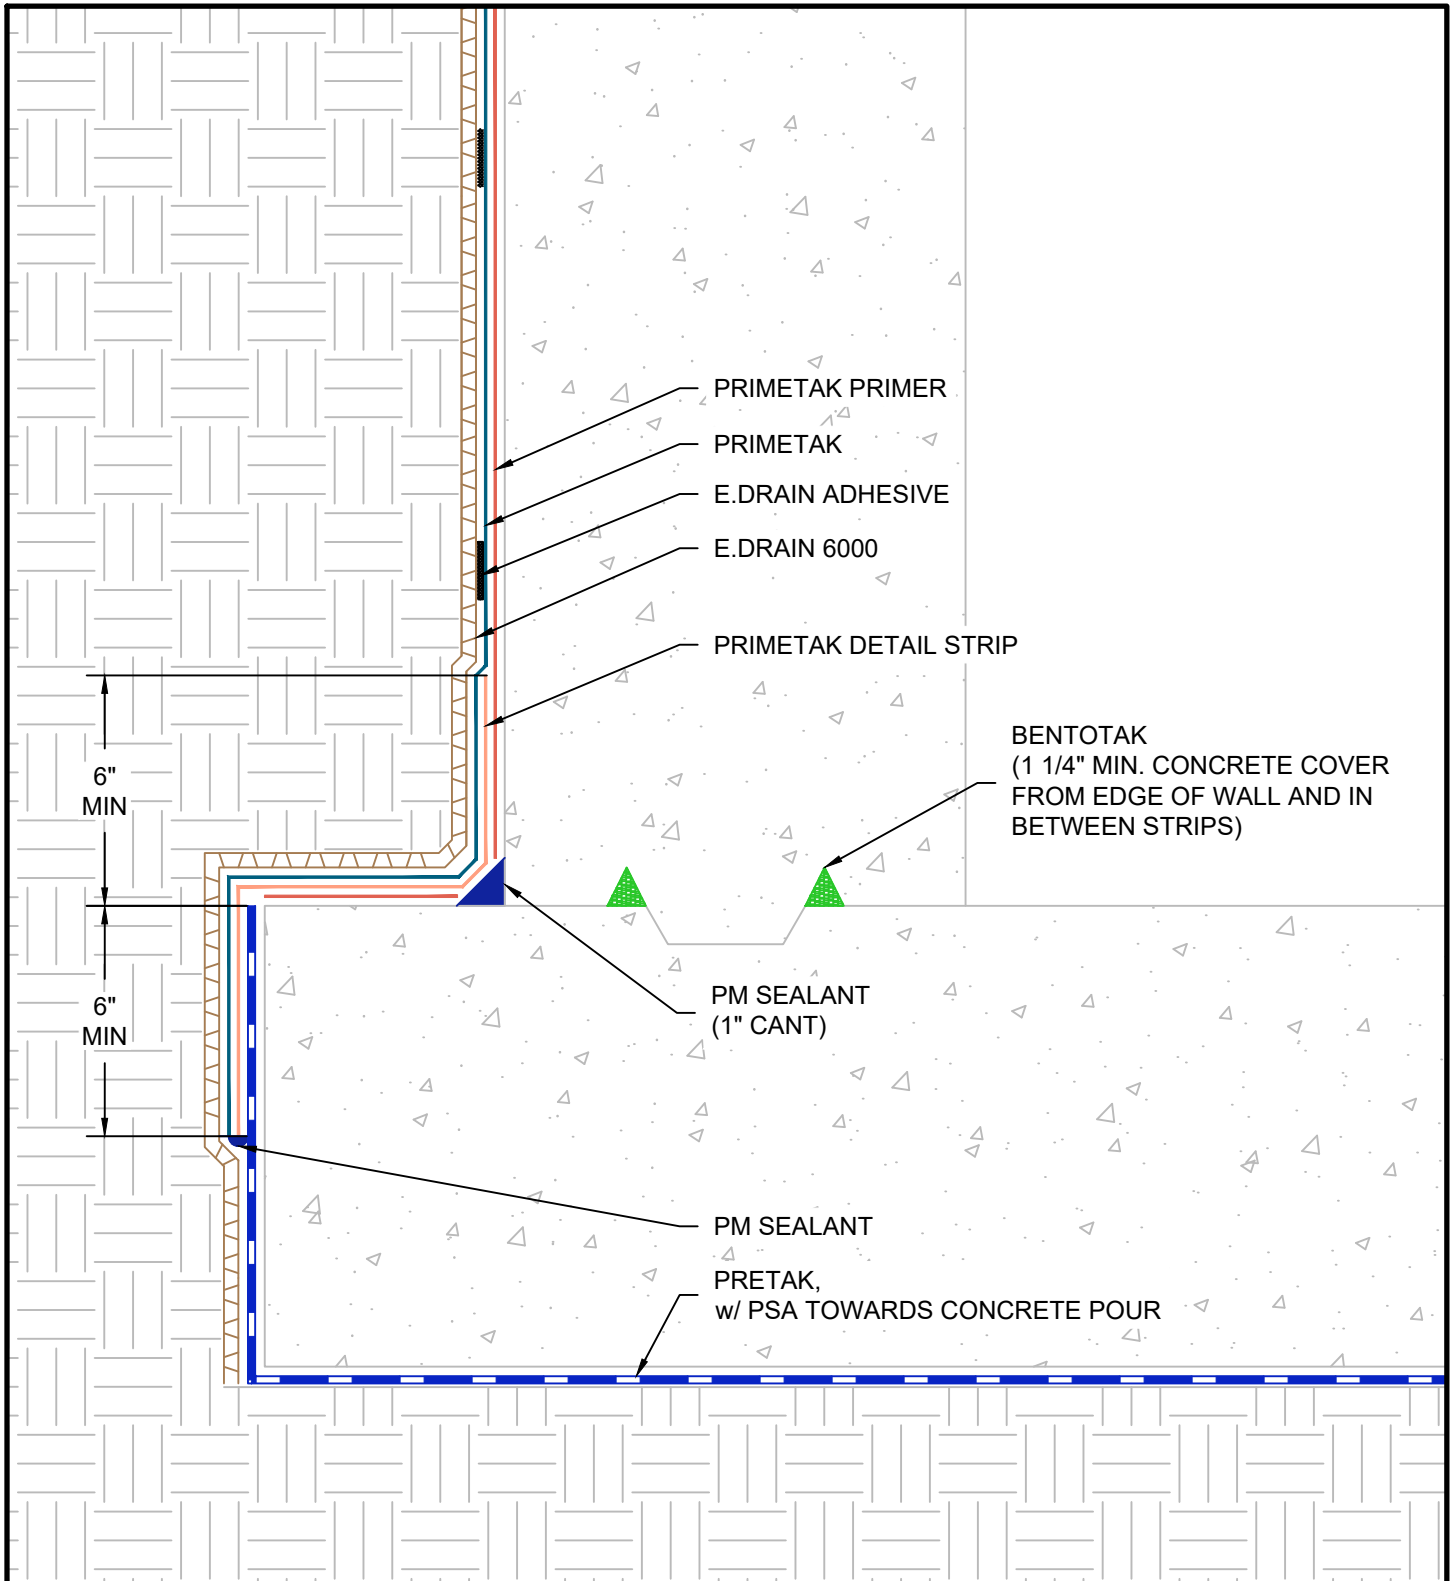 PRIMETAK PRIMER
PRIMETAK
E.DRAIN ADHESIVE
E.DRAIN 6000
PRIMETAK DETAIL STRIP
BENTOTAK
(1 1/4" MIN. CONCRETE COVER
FROM EDGE OF WALL AND IN
BETWEEN STRIPS)
6"
MIN
PM SEALANT
(1" CANT)
6"
MIN
PM SEALANT
PRETAK,
w/ PSA TOWARDS CONCRETE POUR